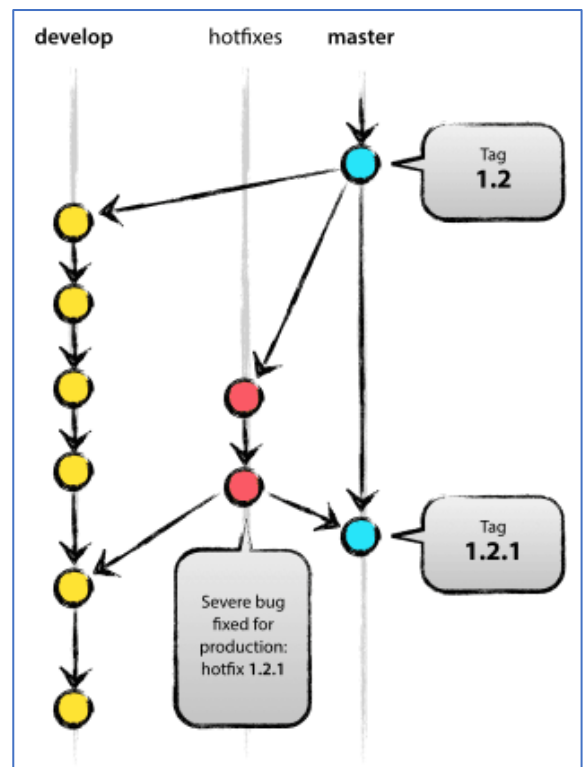 develop
hotfixes
master
Tag
1.2
Severe bug
fixed for
production:
hotfix 1.2.1
Tag
1.2.1